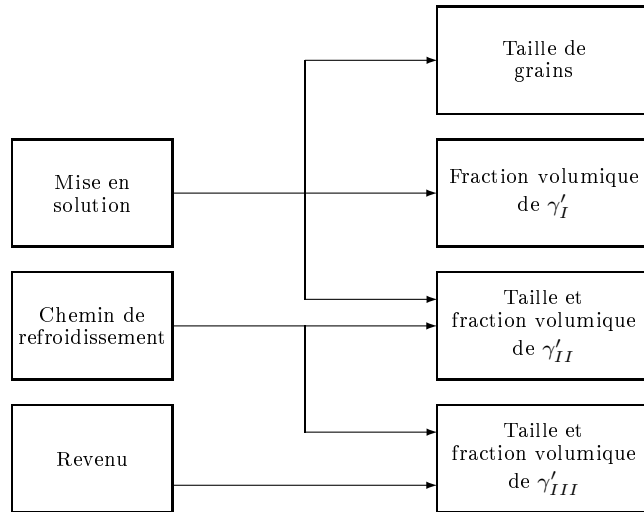 Taille de
grains
Mise en
solution
Fraction volumique
de γ′_I
Chemin de
refroidissement
Taille et
fraction volumique
de γ′_II
Revenu
Taille et
fraction volumique
de γ′_III